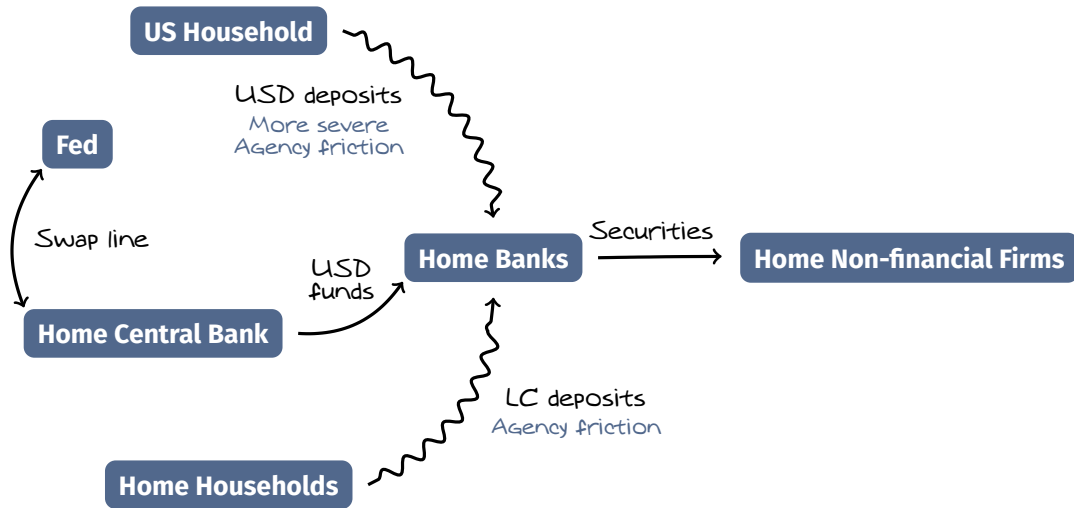 US Household
USD deposits
More severe
Agency friction
Fed
Swap line
USD
funds
Home Banks
Securities
Home Non-financial Firms
Home Central Bank
LC deposits
Agency friction
Home Households